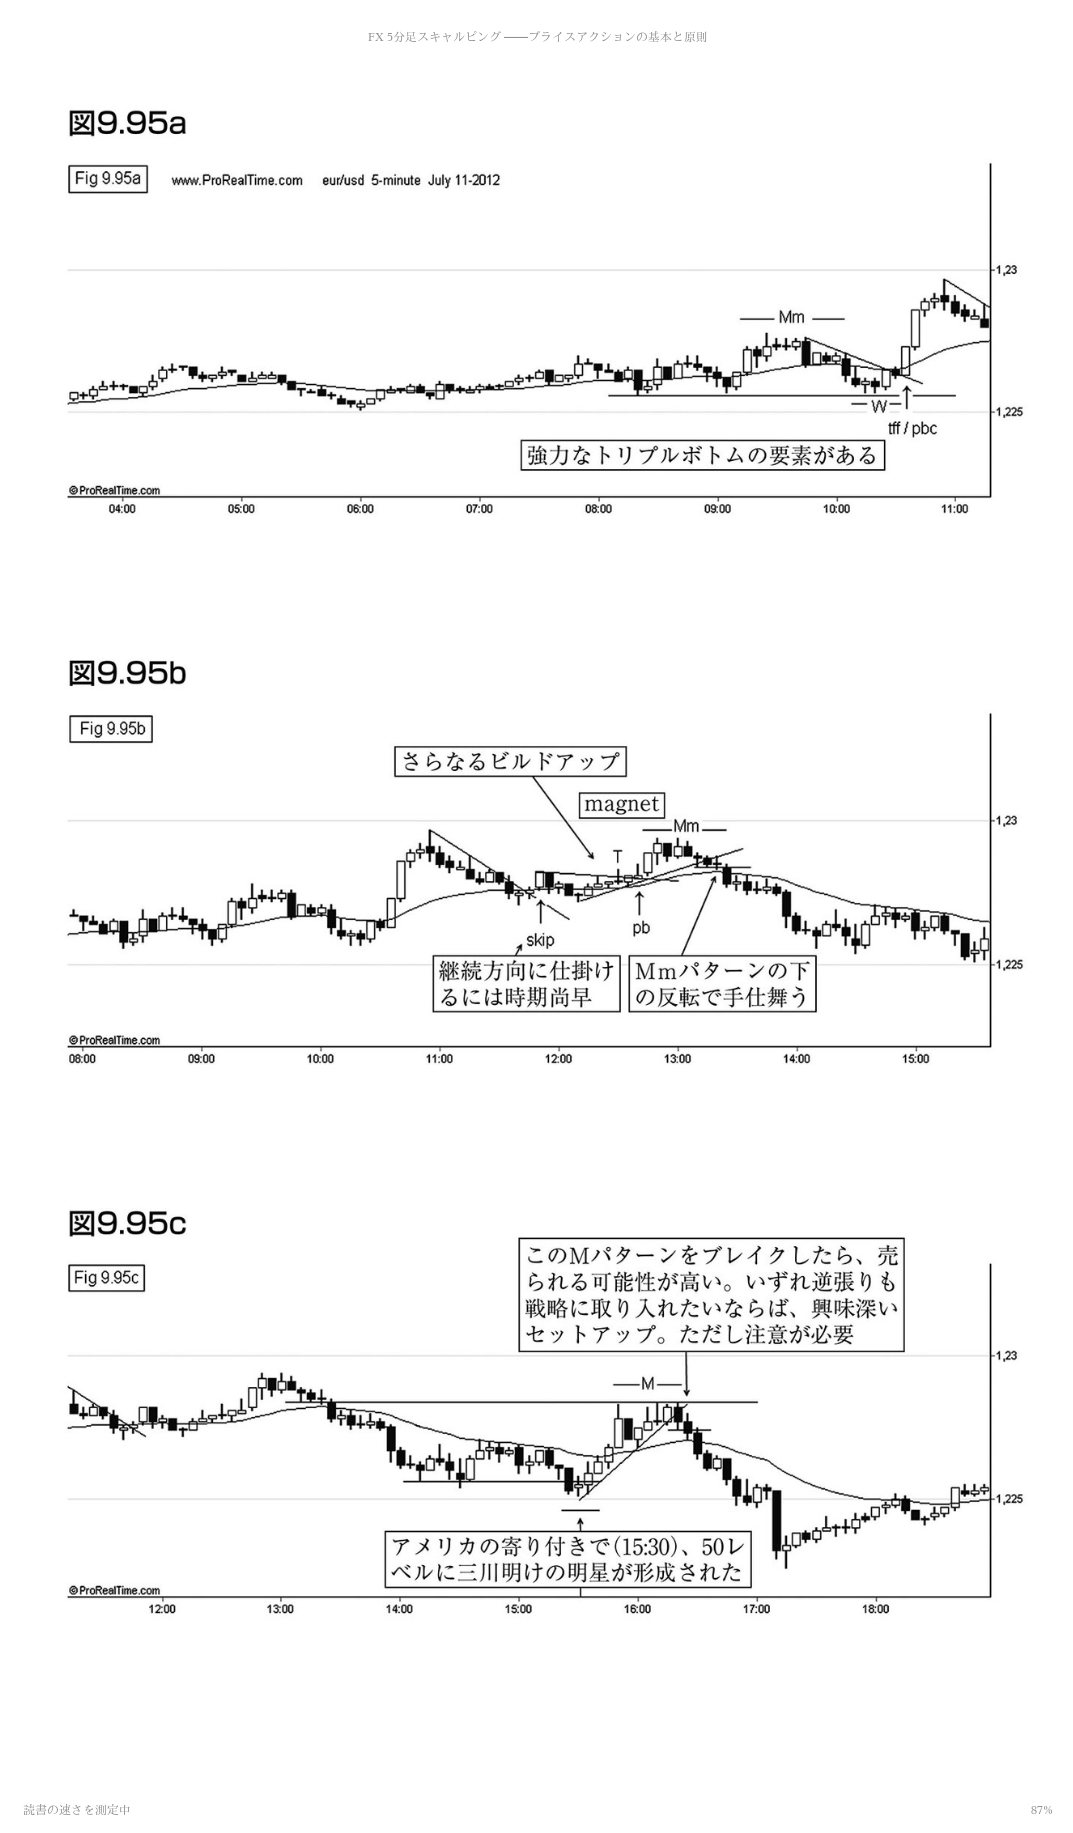 FX 5分足スキャルピング ――プライスアクションの基本と原則
図9.95a
Fig 9.95a www.ProRealTime.com eur/usd 5-minute July 11-2012
1,23
Mm
W
1,225
tff / pbc
強力なトリプルボトムの要素がある
©ProRealTime.com
04:00 05:00 06:00 07:00 08:00 09:00 10:00 11:00
図9.95b
Fig 9.95b
さらなるビルドアップ
magnet
1,23
Mm
T
pb
skip
継続方向に仕掛け
るには時期尚早
Mmパターンの下
の反転で手仕舞う
1,225
©ProRealTime.com
08:00 09:00 10:00 11:00 12:00 13:00 14:00 15:00
図9.95c
Fig 9.95c
このMパターンをブレイクしたら、売
られる可能性が高い。いずれ逆張りも
戦略に取り入れたいならば、興味深い
セットアップ。ただし注意が必要
1,23
M
1,225
アメリカの寄り付きで(15:30)、50レ
ベルに三川明けの明星が形成された
©ProRealTime.com
12:00 13:00 14:00 15:00 16:00 17:00 18:00
読書の速さを測定中
87%